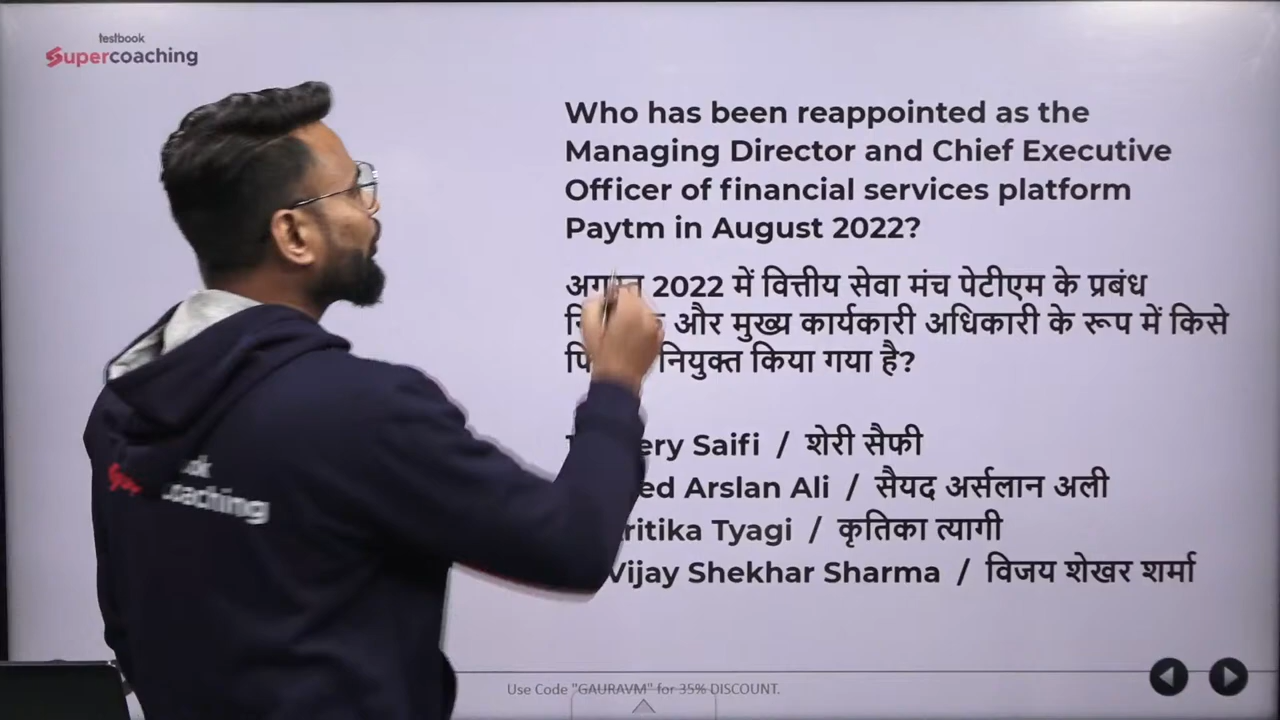 testbook
Supercoaching
Who has been reappointed as the
Managing Director and Chief Executive
Officer of financial services platform
Paytm in August 2022?
2022 में वित्तीय सेवा मंच पेटीएम के प्रबंध
और मुख्य कार्यकारी अधिकारी के रूप में किसे
नियुक्त किया गया है?
Saifi / शेरी सैफी
Arslan Ali / सैयद अर्सलान अली
Tyagi / कृतिका त्यागी
Vijay Shekhar Sharma / विजय शेखर शर्मा
coaching
Use Code "GAURAVM" for 35% DISCOUNT.